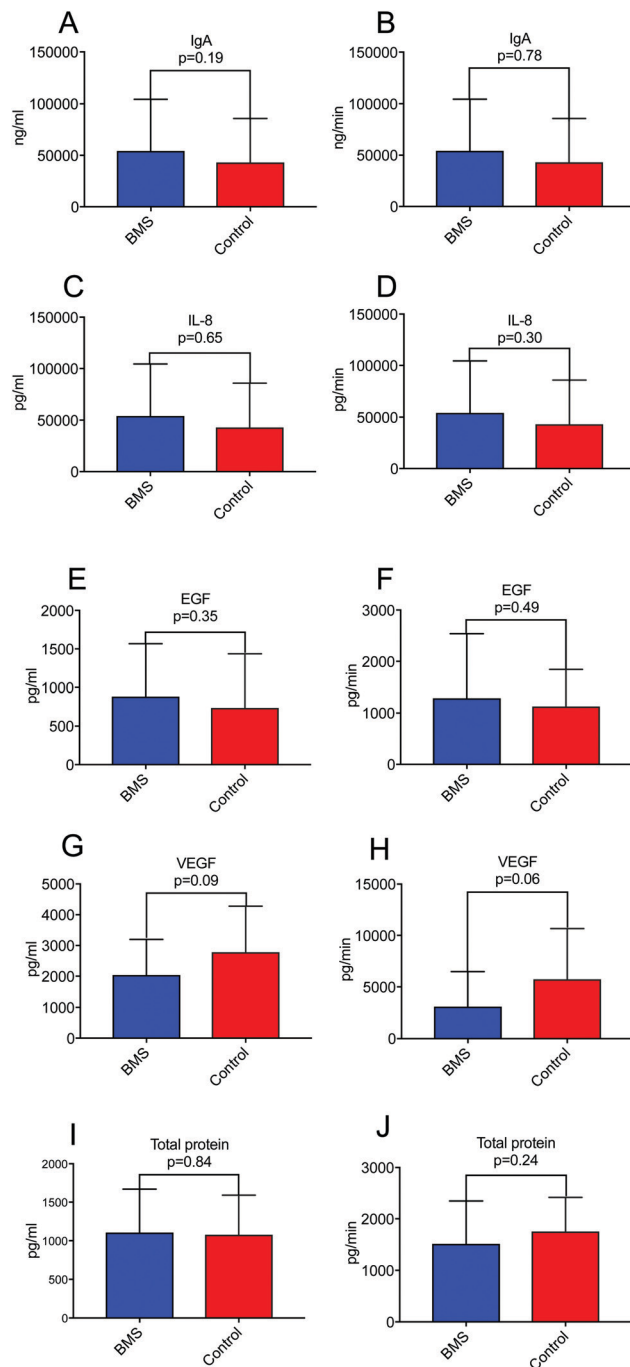 A
IgA
p=0.19
150000
100000
50000
0
ng/ml
BMS
Control
B
IgA
p=0.78
150000
100000
50000
0
ng/min
BMS
Control
C
IL-8
p=0.65
150000
100000
50000
0
pg/ml
BMS
Control
D
IL-8
p=0.30
150000
100000
50000
0
pg/min
BMS
Control
E
EGF
p=0.35
2000
1500
1000
500
0
pg/ml
BMS
Control
F
EGF
p=0.49
3000
2000
1000
0
pg/min
BMS
Control
G
VEGF
p=0.09
5000
4000
3000
2000
1000
0
pg/ml
BMS
Control
H
VEGF
p=0.06
15000
10000
5000
0
pg/min
BMS
Control
I
Total protein
p=0.84
2000
1500
1000
500
0
pg/ml
BMS
Control
J
Total protein
p=0.24
3000
2000
1000
0
pg/min
BMS
Control